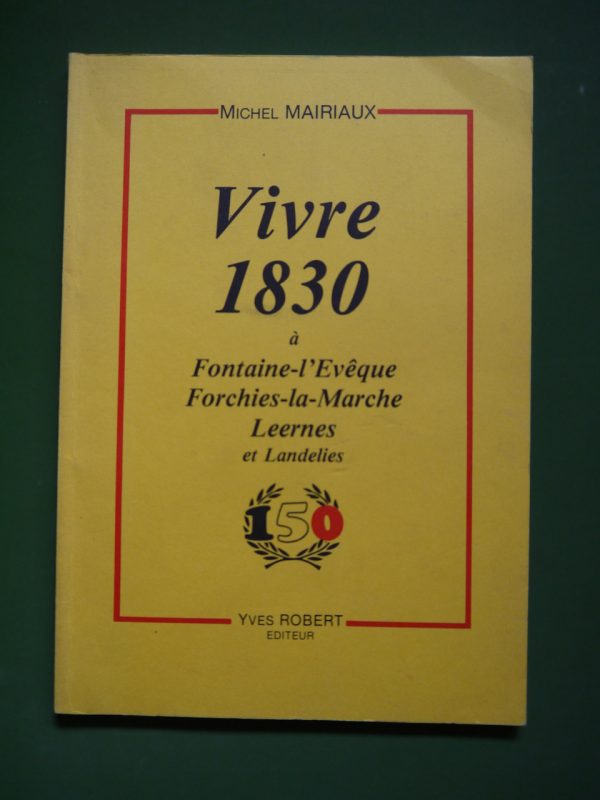 MICHEL MAIRIAUX
Vivre
1830
à
Fontaine-l'Evêque
Forchies-la-Marche
Leernes
et Landelies
150
YVES ROBERT
EDITEUR